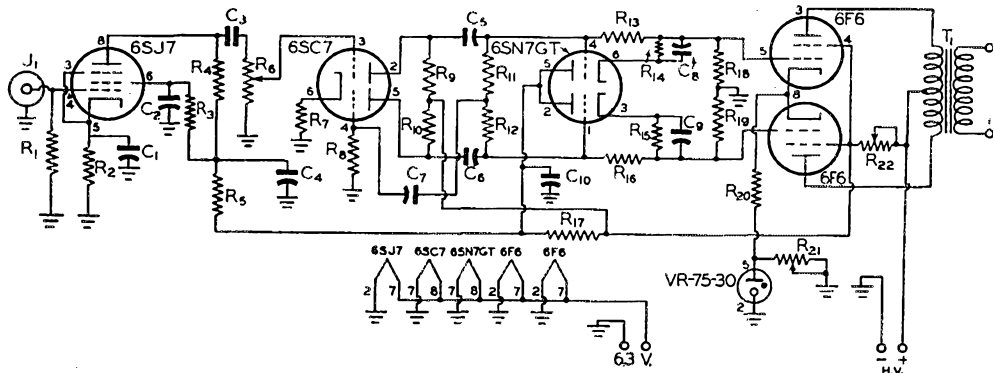 J1
6SJ7
8
3
6
4
5
R1
R2
C1
C2
R3
R4
R5
C3
R6
C4
6SC7
3
2
5
6
4
R7
R8
C7
R9
R10
C5
C6
R11
R12
6SN7GT
4
5
6
2
3
1
C10
R13
R14
C8
R15
C9
R16
R17
R18
R19
6F6
3
5
4
8
6F6
R20
R21
R22
T1
VR-75-30
5
2
6SJ7 6SC7 6SN7GT 6F6 6F6
2 7 7 8 7 8 2 7 2 7
6.3 V.
- +
H.V.